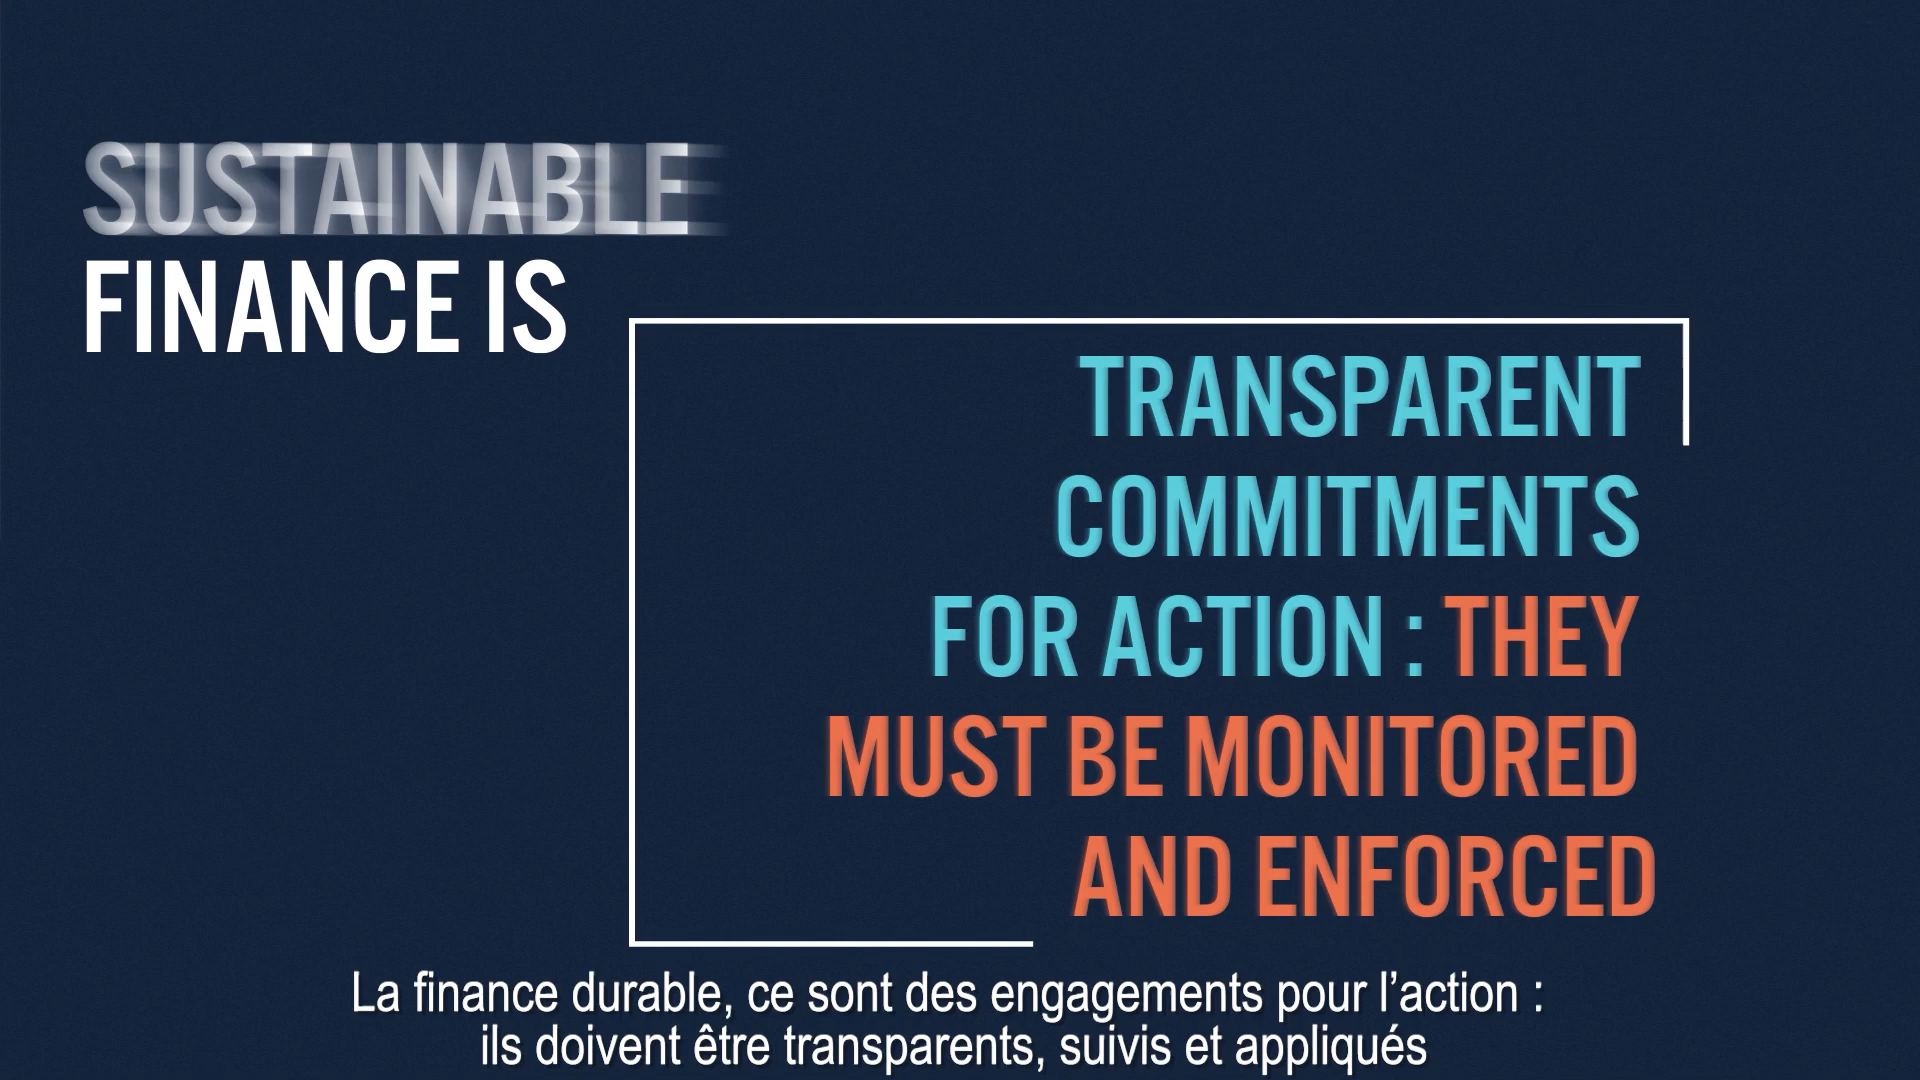 SUSTAINABLE
FINANCE IS
TRANSPARENT
COMMITMENTS
FOR ACTION : THEY
MUST BE MONITORED
AND ENFORCED
La finance durable, ce sont des engagements pour l’action :
ils doivent être transparents, suivis et appliqués